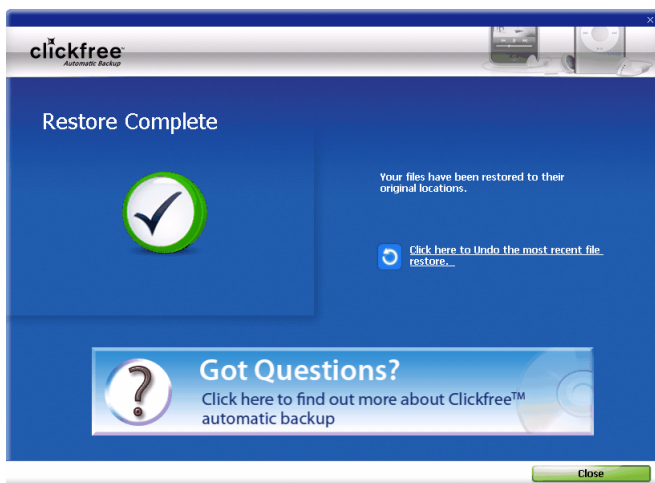 clickfree™
Automatic Backup
Restore Complete
Your files have been restored to their
original locations.
Click here to Undo the most recent file
restore.
Got Questions?
Click here to find out more about Clickfree™
automatic backup
Close